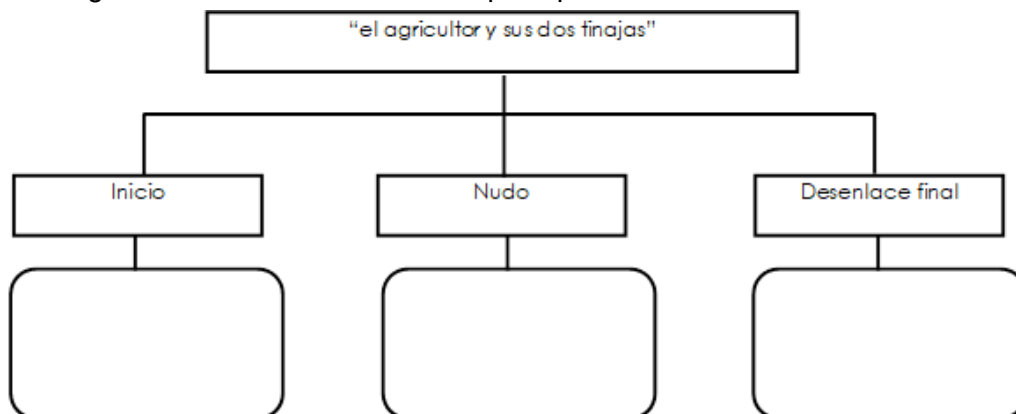 "el agricultor y sus dos tinajas"
Inicio
Nudo
Desenlace final